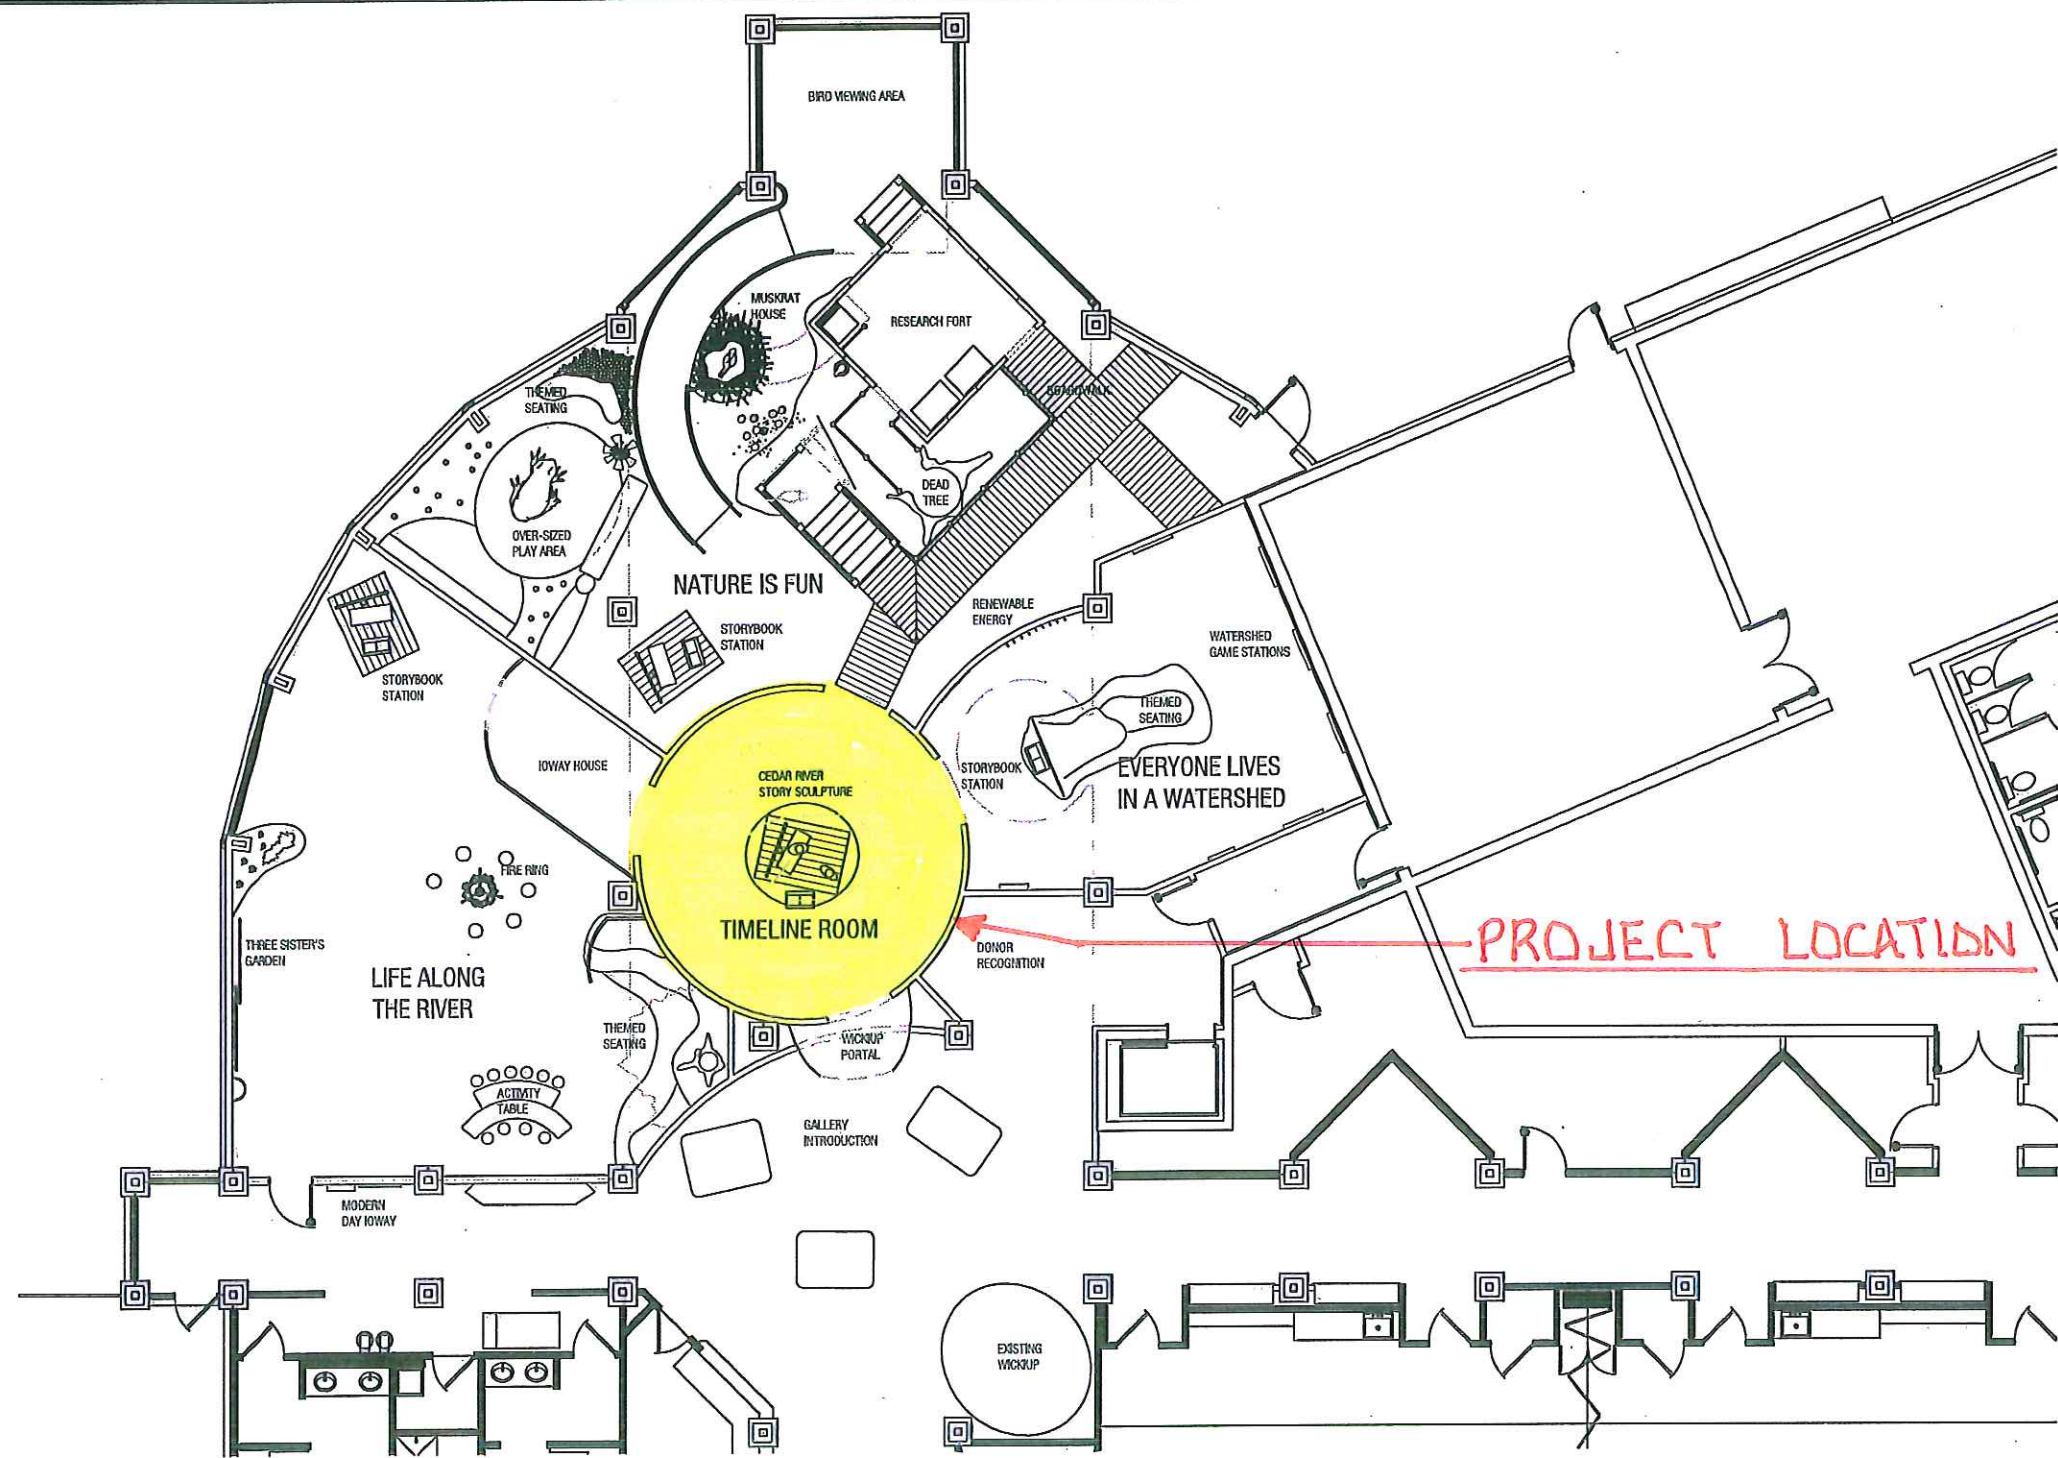 BIRD VIEWING AREA
MUSKRAT
HOUSE
RESEARCH FORT
THEMED
SEATING
BOARDWALK
DEAD
TREE
OVER-SIZED
PLAY AREA
NATURE IS FUN
RENEWABLE
ENERGY
STORYBOOK
STATION
WATERSHED
GAME STATIONS
STORYBOOK
STATION
THEMED
SEATING
IOWAY HOUSE
CEDAR RIVER
STORY SCULPTURE
STORYBOOK
STATION
EVERYONE LIVES
IN A WATERSHED
FIRE RING
TIMELINE ROOM
PROJECT LOCATION
THREE SISTER'S
GARDEN
DONOR
RECOGNITION
LIFE ALONG
THE RIVER
THEMED
SEATING
WICKIUP
PORTAL
ACTIVITY
TABLE
GALLERY
INTRODUCTION
MODERN
DAY IOWAY
EXISTING
WICKIUP